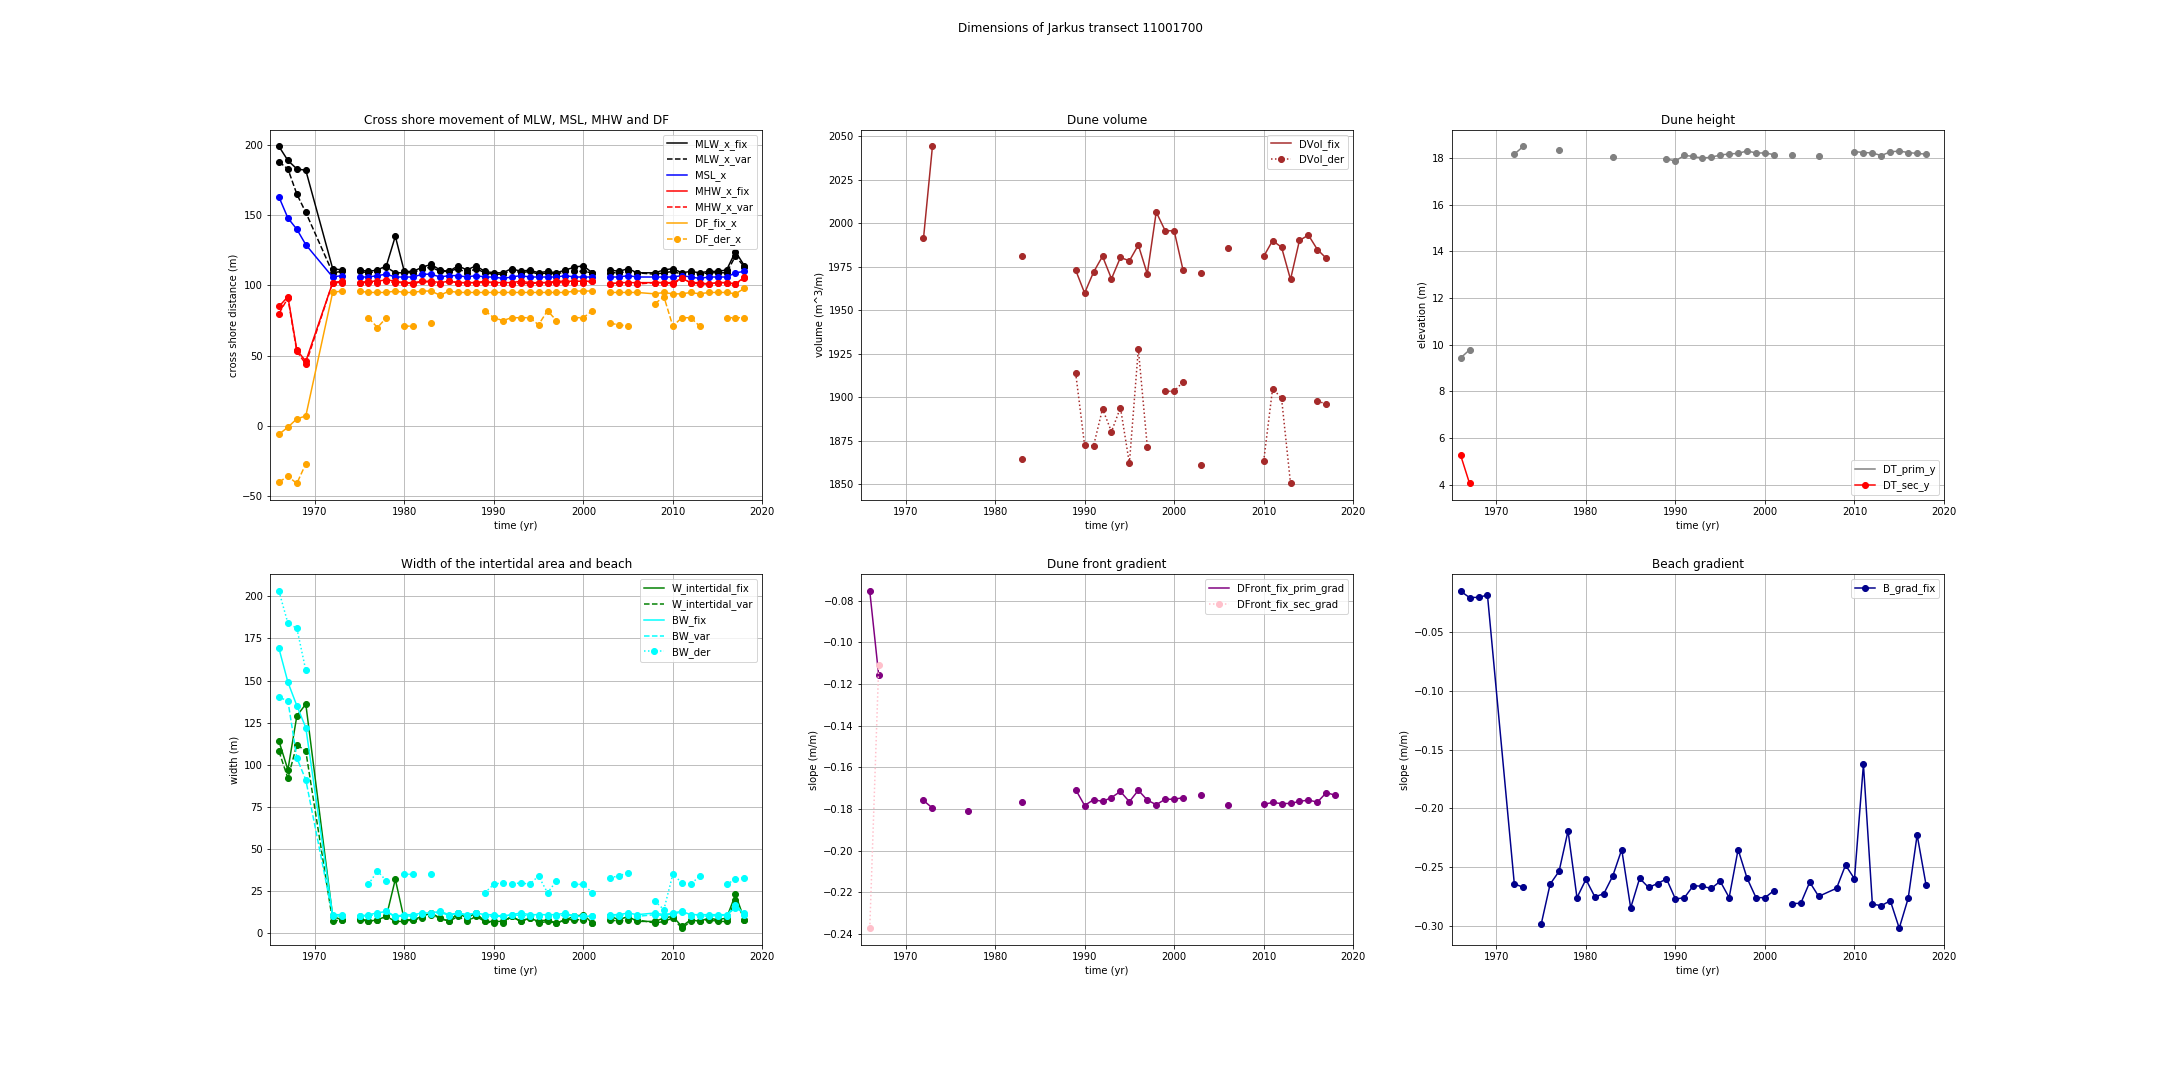 Dimensions of Jarkus transect 11001700
Cross shore movement of MLW, MSL, MHW and DF
cross shore distance (m)
200
150
100
50
0
−50
1970 1980 1990 2000 2010 2020
time (yr)
MLW_x_fix
MLW_x_var
MSL_x
MHW_x_fix
MHW_x_var
DF_fix_x
DF_der_x
Dune volume
volume (m^3/m)
2050
2025
2000
1975
1950
1925
1900
1875
1850
1970 1980 1990 2000 2010 2020
time (yr)
DVol_fix
DVol_der
Dune height
elevation (m)
18
16
14
12
10
8
6
4
1970 1980 1990 2000 2010 2020
time (yr)
DT_prim_y
DT_sec_y
Width of the intertidal area and beach
width (m)
200
175
150
125
100
75
50
25
0
1970 1980 1990 2000 2010 2020
time (yr)
W_intertidal_fix
W_intertidal_var
BW_fix
BW_var
BW_der
Dune front gradient
slope (m/m)
−0.08
−0.10
−0.12
−0.14
−0.16
−0.18
−0.20
−0.22
−0.24
1970 1980 1990 2000 2010 2020
time (yr)
DFront_fix_prim_grad
DFront_fix_sec_grad
Beach gradient
slope (m/m)
−0.05
−0.10
−0.15
−0.20
−0.25
−0.30
1970 1980 1990 2000 2010 2020
time (yr)
B_grad_fix